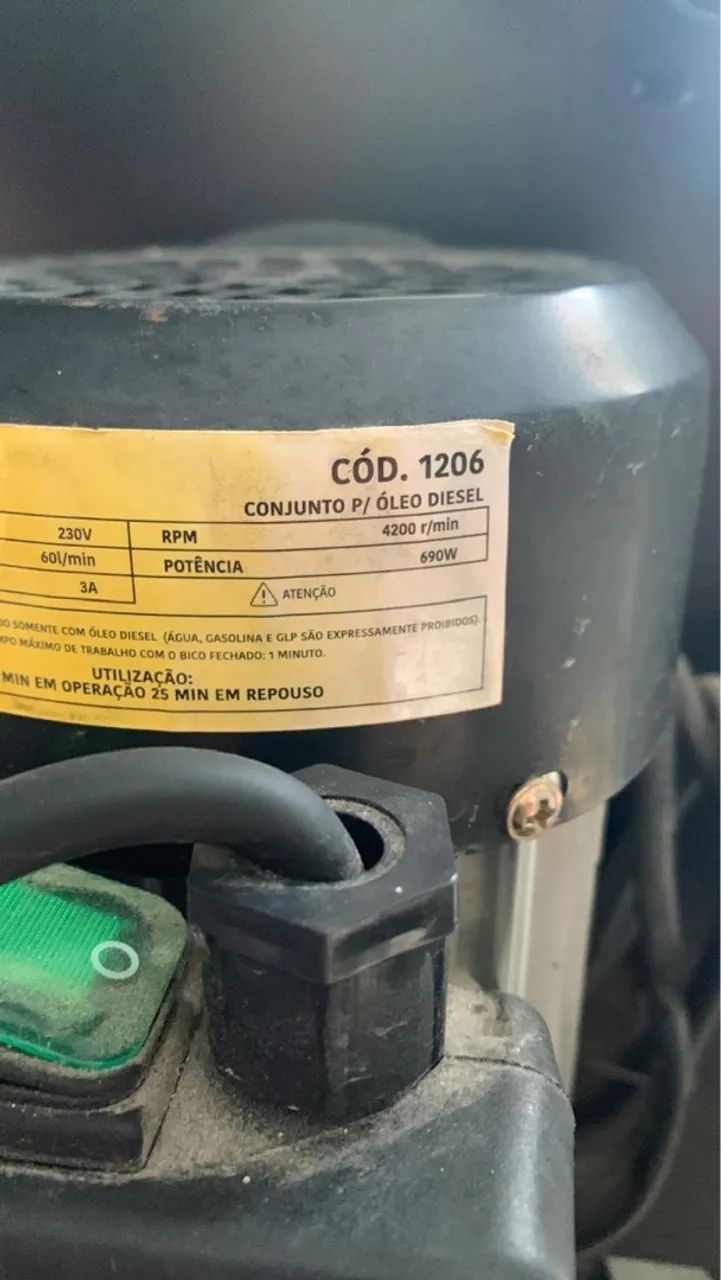 CÓD. 1206
CONJUNTO P/ ÓLEO DIESEL
230V RPM 4200 r/min
60l/min POTÊNCIA 690W
3A ATENÇÃO
SOMENTE COM ÓLEO DIESEL (ÁGUA, GASOLINA E GLP SÃO EXPRESSAMENTE PROIBIDOS).
MÁXIMO DE TRABALHO COM O BICO FECHADO: 1 MINUTO.
UTILIZAÇÃO:
MIN EM OPERAÇÃO 25 MIN EM REPOUSO